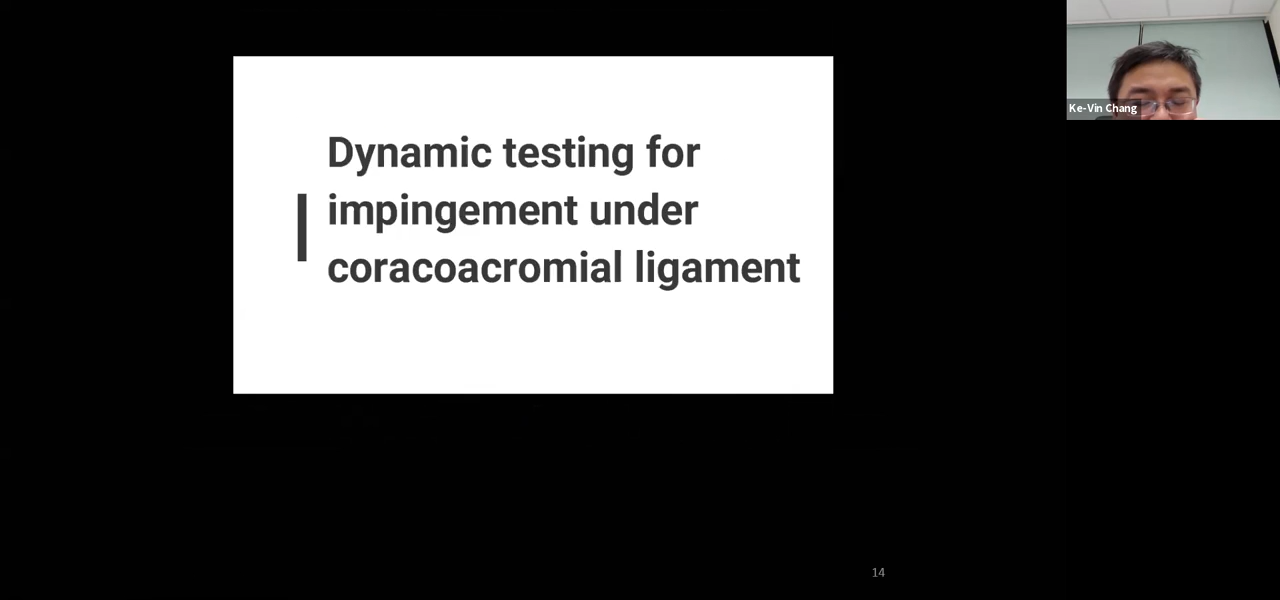 Dynamic testing for
impingement under
coracoacromial ligament
Ke-Vin Chang
14